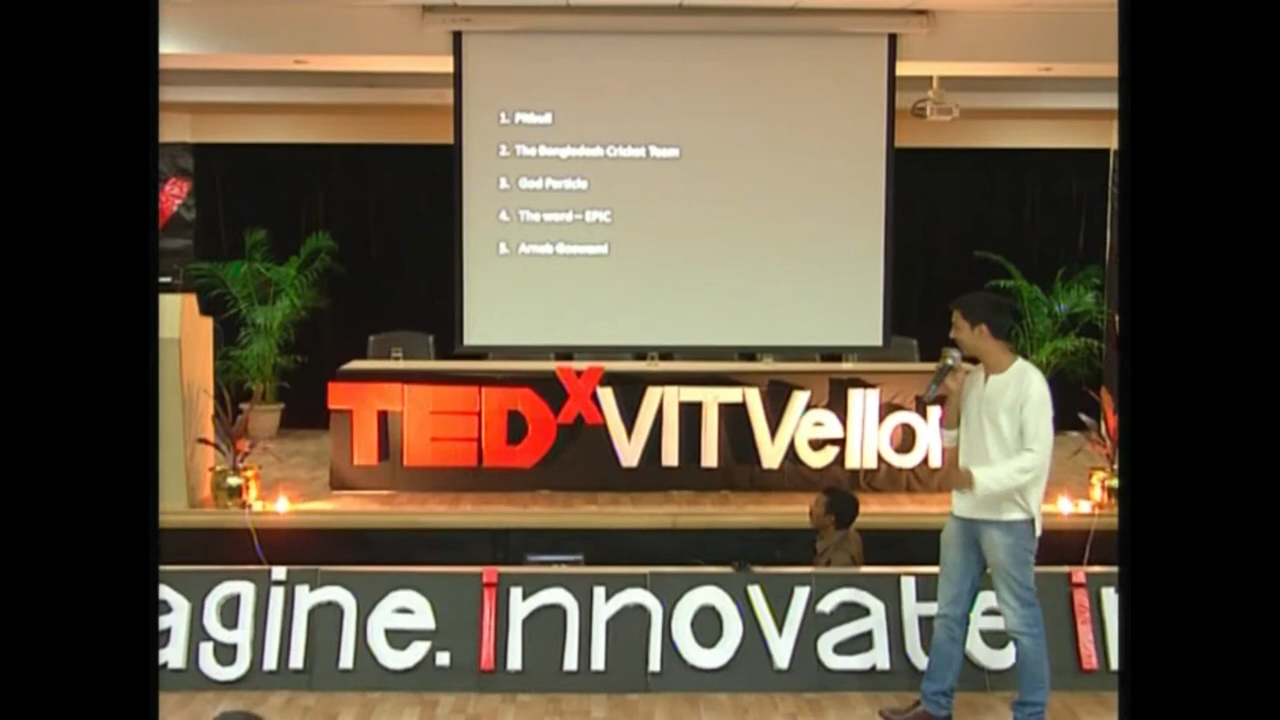 1. Pitbull
2. The Bangladesh Cricket Team
3. God Particle
4. The word – EPIC
5. Arnab Goswami
TEDxVITVellor
agine. innovate. i